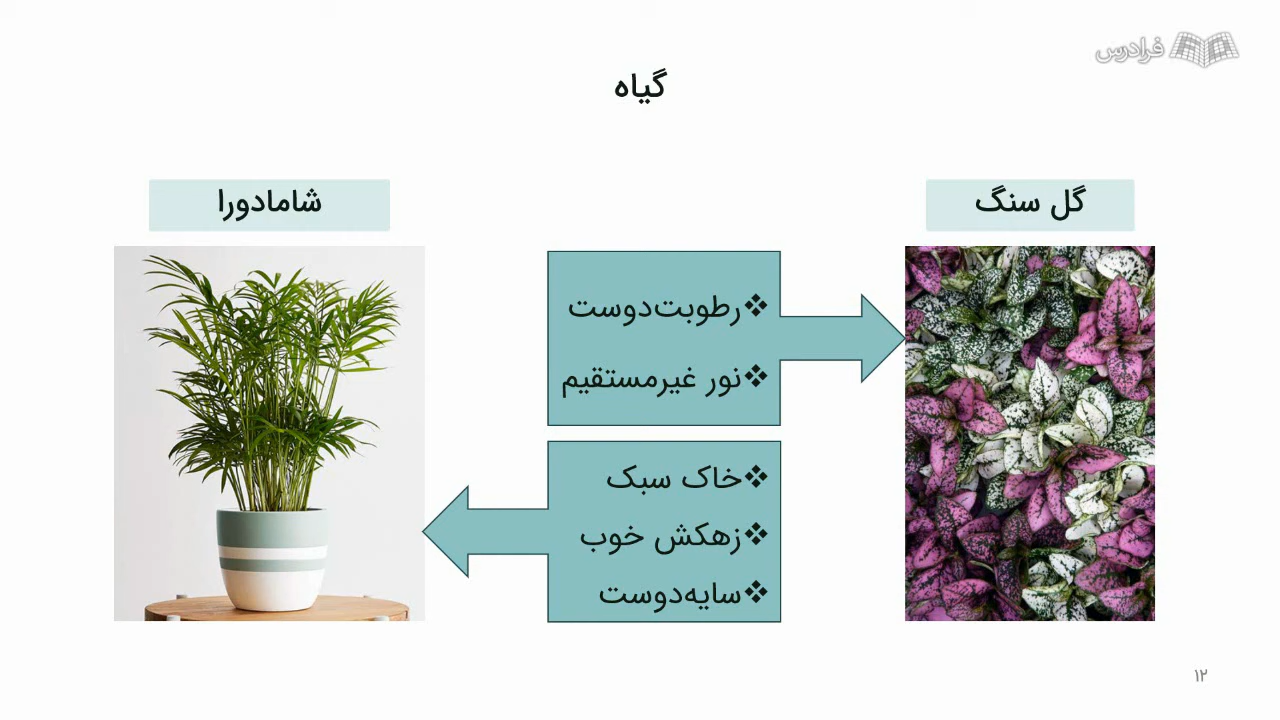 فرادرس
گیاه
گل سنگ
شامادورا
❖رطوبت‌دوست
❖نور غیرمستقیم
❖خاک سبک
❖زهکش خوب
❖سایه‌دوست
۱۲